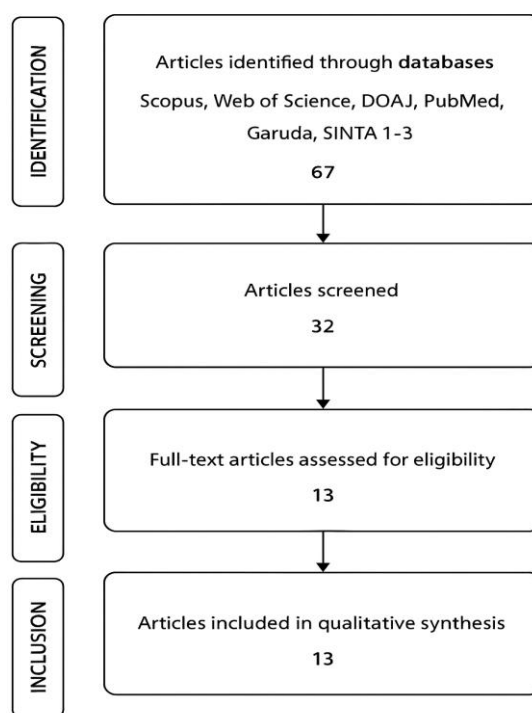 IDENTIFICATION
Articles identified through databases
Scopus, Web of Science, DOAJ, PubMed,
Garuda, SINTA 1-3
67
SCREENING
Articles screened
32
ELIGIBILITY
Full-text articles assessed for eligibility
13
INCLUSION
Articles included in qualitative synthesis
13